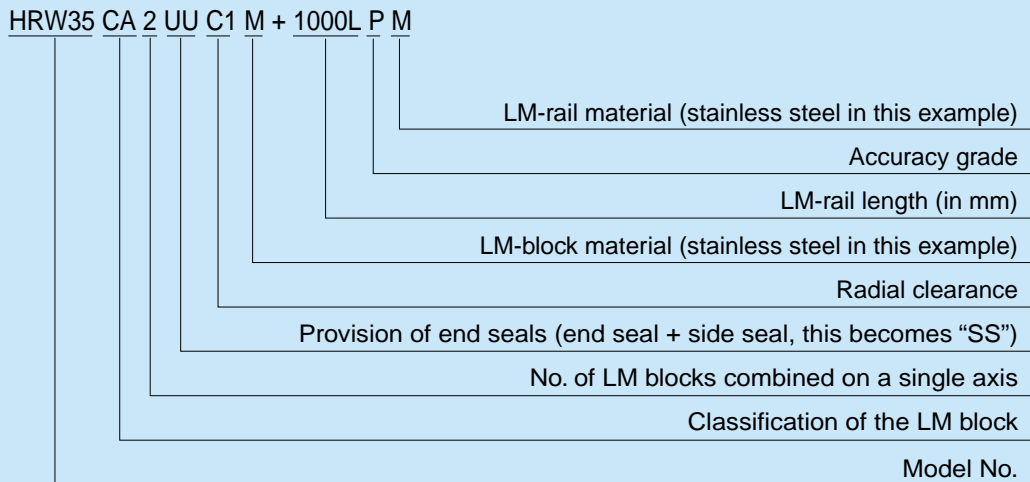 HRW35 CA 2 UU C1 M + 1000L P M
LM-rail material (stainless steel in this example)
Accuracy grade
LM-rail length (in mm)
LM-block material (stainless steel in this example)
Radial clearance
Provision of end seals (end seal + side seal, this becomes “SS”)
No. of LM blocks combined on a single axis
Classification of the LM block
Model No.